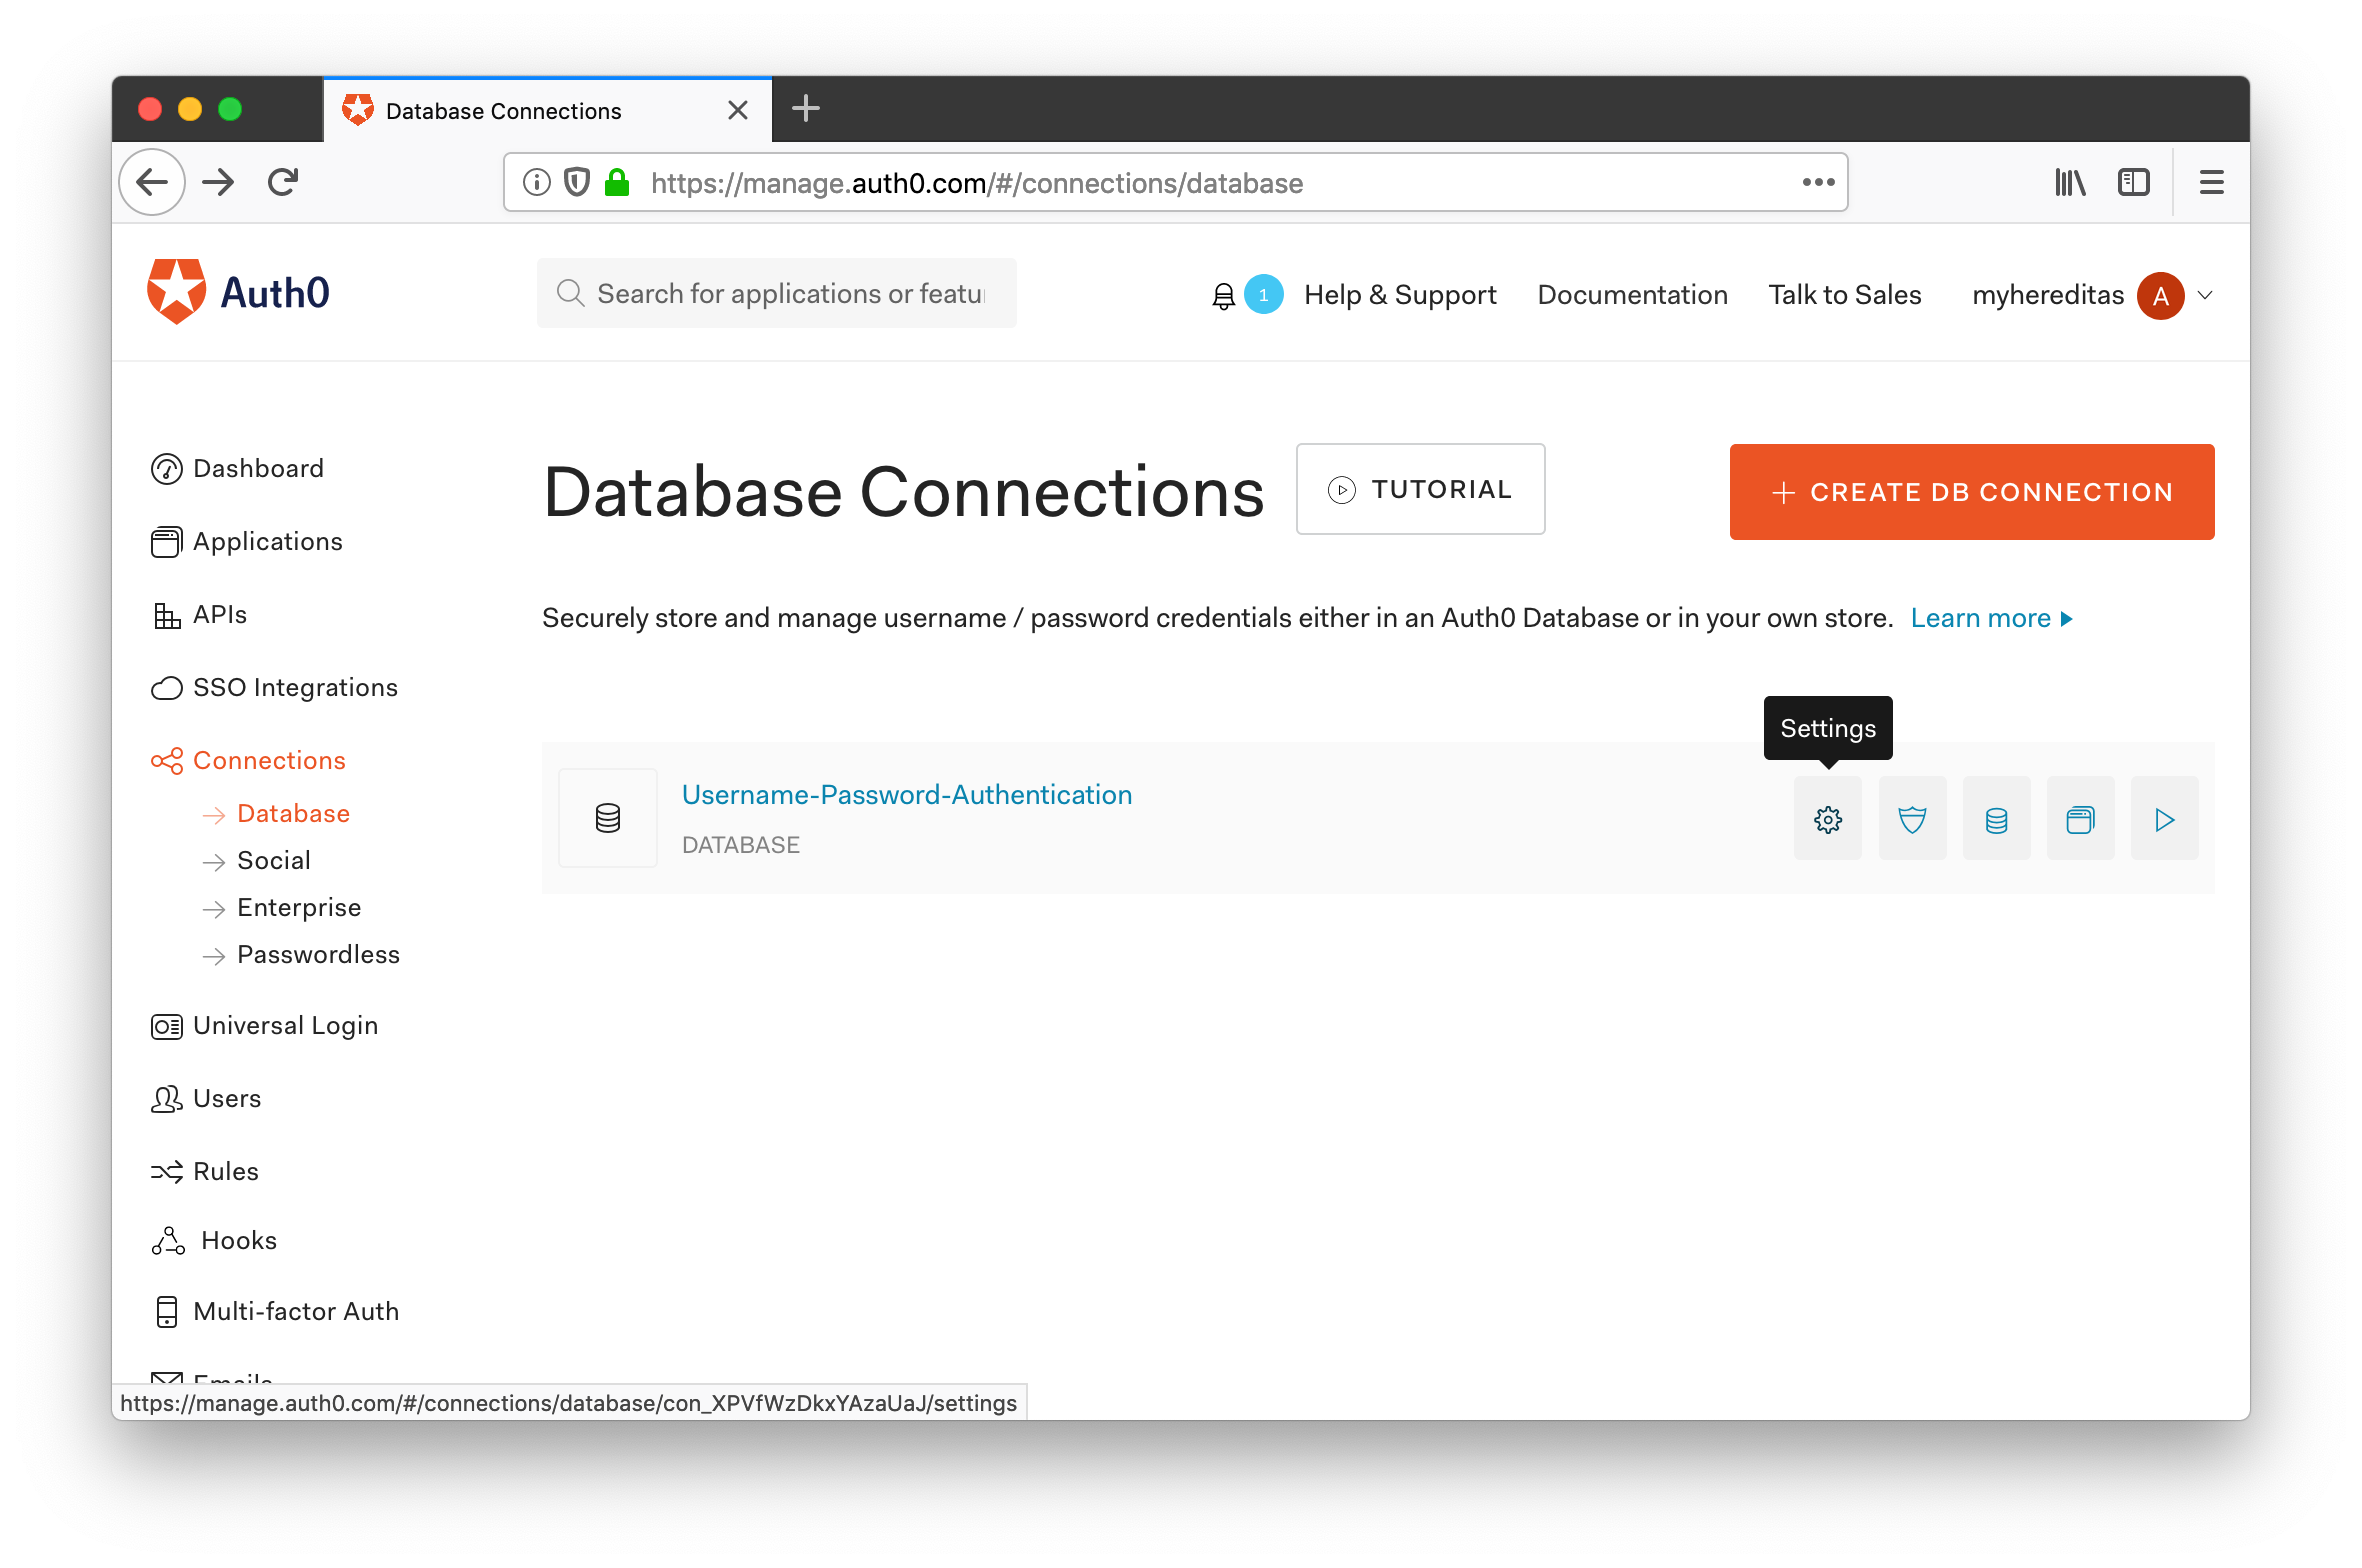 Database Connections
https://manage.auth0.com/#/connections/database
Auth0
Search for applications or featu
1
Help & Support
Documentation
Talk to Sales
myhereditas
A
Dashboard
Applications
APIs
SSO Integrations
Connections
Database
Social
Enterprise
Passwordless
Universal Login
Users
Rules
Hooks
Multi-factor Auth
Emails
Database Connections
TUTORIAL
CREATE DB CONNECTION
Securely store and manage username / password credentials either in an Auth0 Database or in your own store. Learn more
Settings
Username-Password-Authentication
DATABASE
https://manage.auth0.com/#/connections/database/con_XPVfWzDkxYAzaUaJ/settings